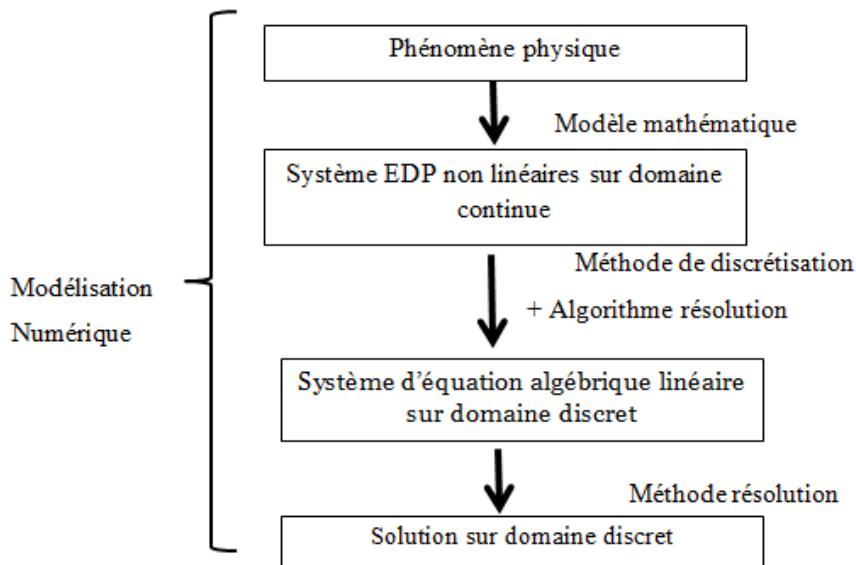 Phénomène physique
Modèle mathématique
Système EDP non linéaires sur domaine
continue
Méthode de discrétisation
+ Algorithme résolution
Modélisation
Numérique
Système d'équation algébrique linéaire
sur domaine discret
Méthode résolution
Solution sur domaine discret